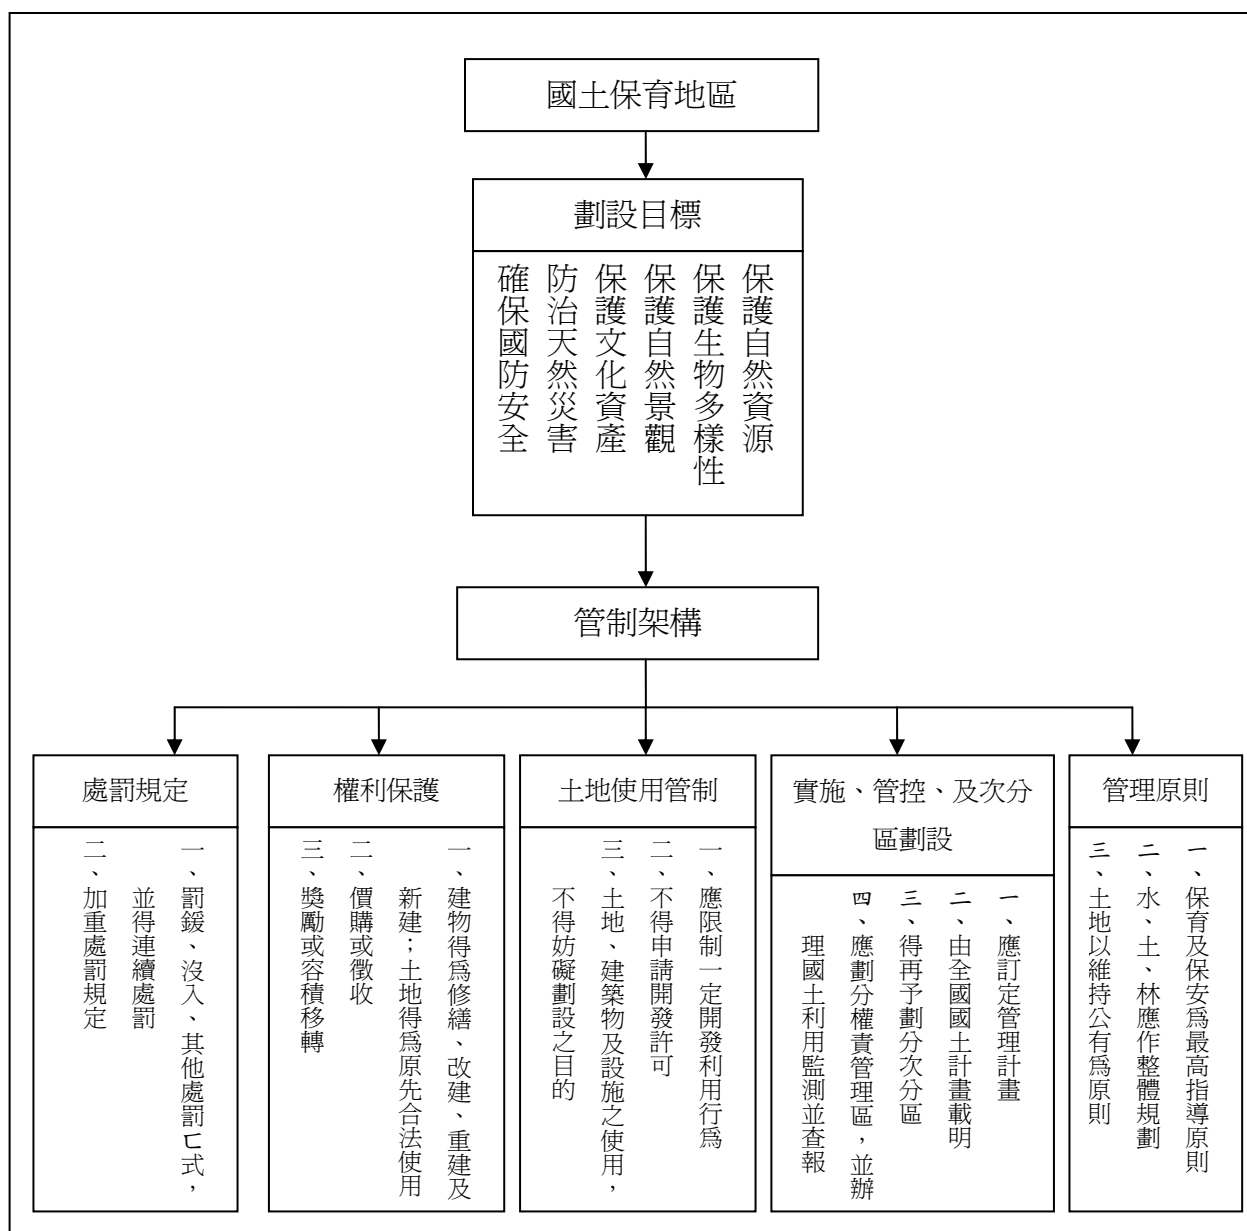 國土保育地區
劃設目標
保護自然資源
保護生物多樣性
保護自然景觀
保護文化資產
防治天然災害
確保國防安全
管制架構
管理原則
一、保育及保安爲最高指導原則
二、水、土、林應作整體規劃
三、土地以維持公有爲原則
實施、管控、及次分
區劃設
一、應訂定管理計畫
二、由全國國土計畫載明
三、得再予劃分次分區
四、應劃分權責管理區，並辦
理國土利用監測並查報
土地使用管制
一、應限制一定開發利用行爲
二、不得申請開發許可
三、土地、建築物及設施之使用，
不得妨礙劃設之目的
權利保護
一、建物得爲修繕、改建、重建及
新建；土地得爲原先合法使用
二、價購或徵收
三、獎勵或容積移轉
處罰規定
一、罰鍰、沒入、其他處罰ㄈ式，
並得連續處罰
二、加重處罰規定